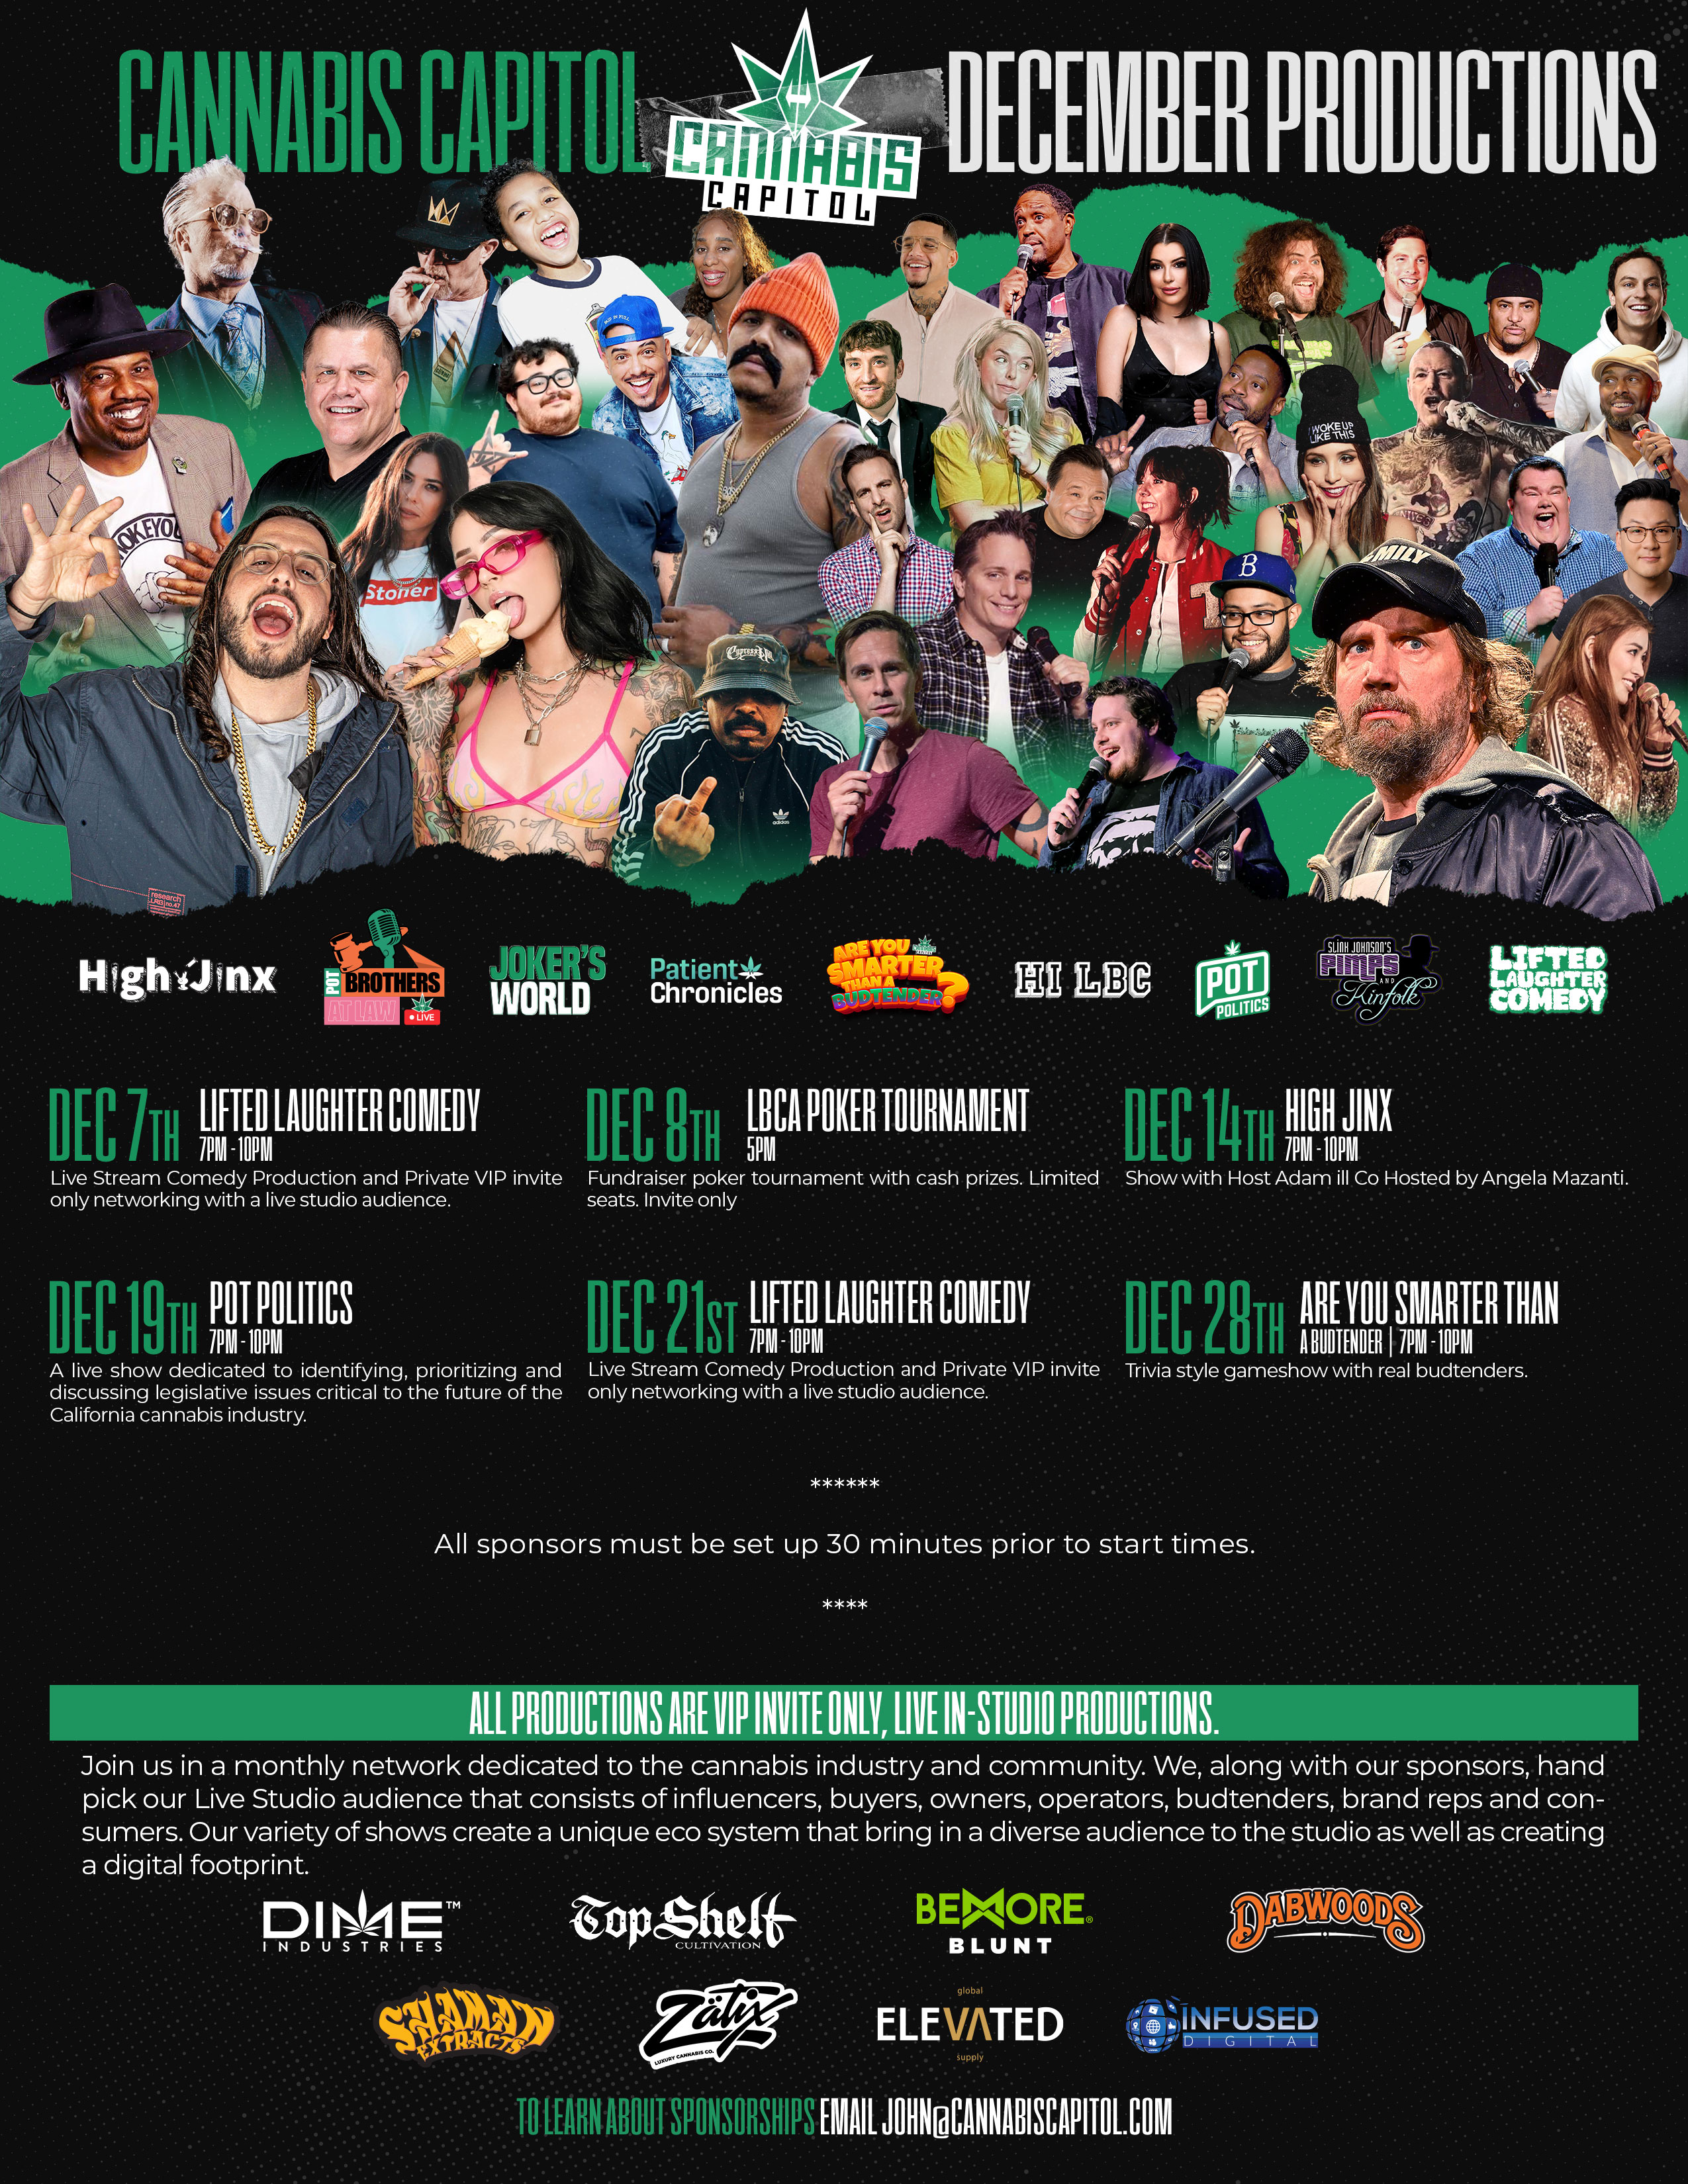 CANNABIS CAPITOL
CANNABIS
CAPITOL
DECEMBER PRODUCTIONS
WOKE UP
LIKE THIS
Stoner
EMILY
B
Cypress Hill
adidas
research
High Jinx
POT
BROTHERS
AT LAW
LIVE
JOKER'S
WORLD
Patient
Chronicles
ARE YOU
SMARTER
THAN A
BUDTENDER?
HI LBC
POT
POLITICS
SLINK JOHNSON'S
PIMPS
AND
Kinfolk
LIFTED
LAUGHTER
COMEDY
DEC 7TH
LIFTED LAUGHTER COMEDY
7PM - 10PM
Live Stream Comedy Production and Private VIP invite
only networking with a live studio audience.
DEC 8TH
LBCA POKER TOURNAMENT
5PM
Fundraiser poker tournament with cash prizes. Limited
seats. Invite only
DEC 14TH
HIGH JINX
7PM - 10PM
Show with Host Adam ill Co Hosted by Angela Mazanti.
DEC 19TH
POT POLITICS
7PM - 10PM
A live show dedicated to identifying, prioritizing and
discussing legislative issues critical to the future of the
California cannabis industry.
DEC 21ST
LIFTED LAUGHTER COMEDY
7PM - 10PM
Live Stream Comedy Production and Private VIP invite
only networking with a live studio audience.
DEC 28TH
ARE YOU SMARTER THAN
A BUDTENDER | 7PM - 10PM
Trivia style gameshow with real budtenders.
******
All sponsors must be set up 30 minutes prior to start times.
****
ALL PRODUCTIONS ARE VIP INVITE ONLY, LIVE IN-STUDIO PRODUCTIONS.
Join us in a monthly network dedicated to the cannabis industry and community. We, along with our sponsors, hand
pick our Live Studio audience that consists of influencers, buyers, owners, operators, budtenders, brand reps and con-
sumers. Our variety of shows create a unique eco system that bring in a diverse audience to the studio as well as creating
a digital footprint.
DIME™
INDUSTRIES
Top Shelf
CULTIVATION
BEMORE®
BLUNT
DABWOODS
SHAMAN
EXTRACTS
Zätix
LUXURY CANNABIS CO.
global
ELEVATED
supply
INFUSED
DIGITAL
TO LEARN ABOUT SPONSORSHIPS EMAIL JOHN@CANNABISCAPITOL.COM